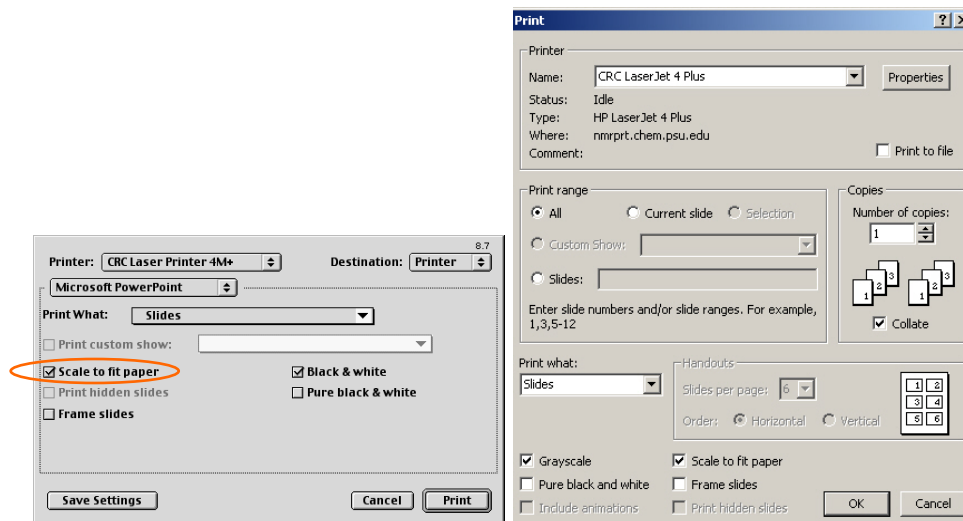 8.7
Printer: CRC Laser Printer 4M+ Destination: Printer
Microsoft PowerPoint
Print What: Slides
Print custom show:
Scale to fit paper Black & white
Print hidden slides Pure black & white
Frame slides
Save Settings Cancel Print
Print
Printer
Name: CRC LaserJet 4 Plus Properties
Status: Idle
Type: HP LaserJet 4 Plus
Where: nmrprt.chem.psu.edu
Comment: Print to file
Print range
All Current slide Selection
Custom Show:
Slides:
Enter slide numbers and/or slide ranges. For example,
1,3,5-12
Copies
Number of copies:
1
1 2 3 1 2 3
Collate
Print what:
Slides
Handouts
Slides per page: 6
Order: Horizontal Vertical
1 2
3 4
5 6
Grayscale Scale to fit paper
Pure black and white Frame slides
Include animations Print hidden slides
OK Cancel